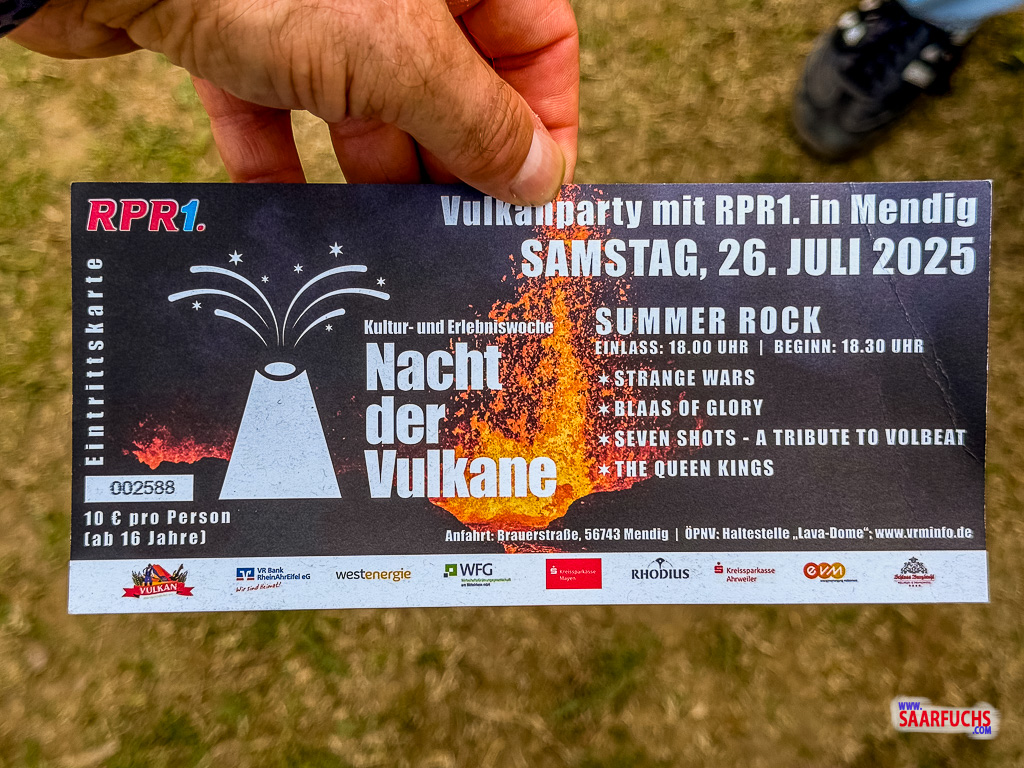 RPR1.
Vulkanparty mit RPR1. in Mendig
SAMSTAG, 26. JULI 2025
Eintrittskarte
Kultur- und Erlebniswoche
Nacht
der
Vulkane
SUMMER ROCK
EINLASS: 18.00 UHR | BEGINN: 18.30 UHR
✶STRANGE WARS
✶BLAAS OF GLORY
✶SEVEN SHOTS - A TRIBUTE TO VOLBEAT
✶THE QUEEN KINGS
002588
10 € pro Person
(ab 16 Jahre)
Anfahrt: Brauerstraße, 56743 Mendig | ÖPNV: Haltestelle „Lava-Dome“; www.vrminfo.de
VULKAN
VR Bank
RheinAhrEifel eG
Wir sind Heimat!
westenergie
WFG
Kreissparkasse
Mayen
RHODIUS
Kreissparkasse
Ahrweiler
evm
WWW.
SAARFUCHS
.COM